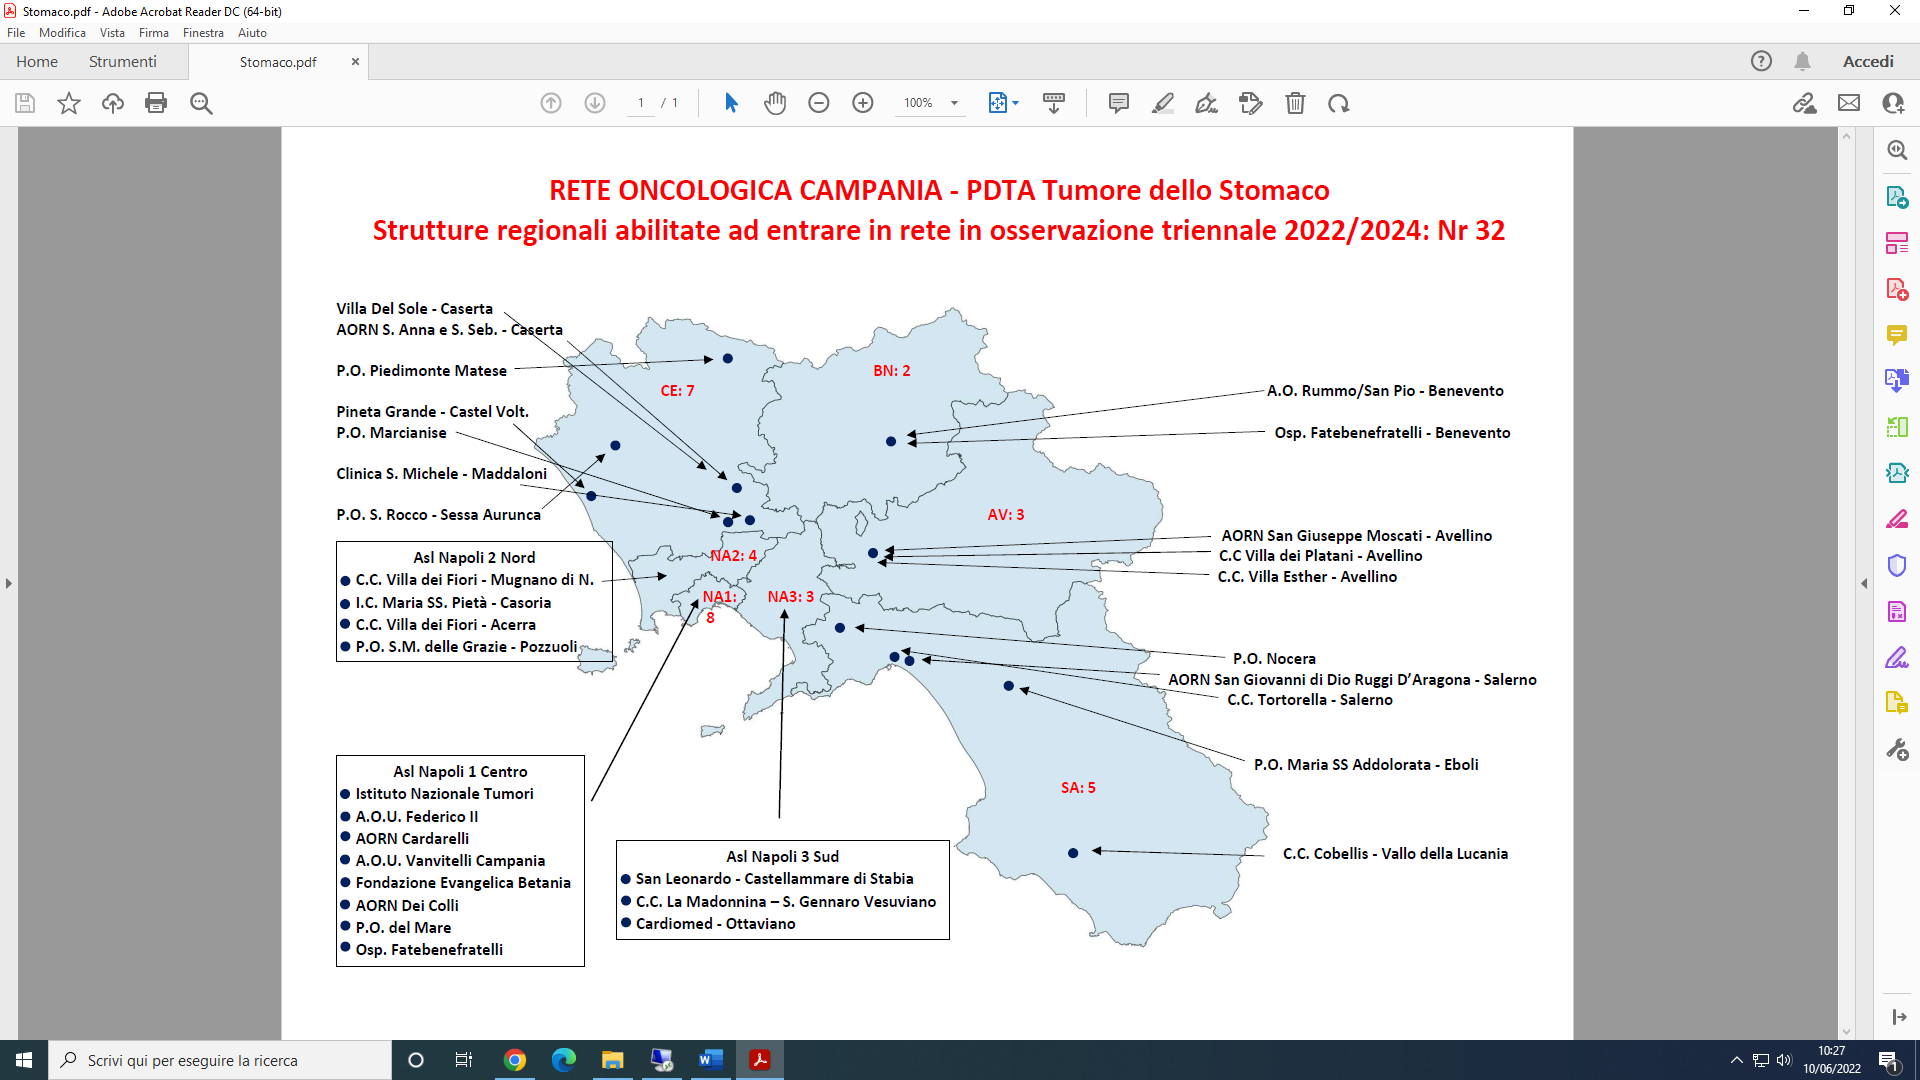 Stomaco.pdf - Adobe Acrobat Reader DC (64-bit)
File Modifica Vista Firma Finestra Aiuto
Home Strumenti Stomaco.pdf × Accedi
1 / 1 100%
RETE ONCOLOGICA CAMPANIA - PDTA Tumore dello Stomaco
Strutture regionali abilitate ad entrare in rete in osservazione triennale 2022/2024: Nr 32
Villa Del Sole - Caserta
AORN S. Anna e S. Seb. - Caserta
P.O. Piedimonte Matese
Pineta Grande - Castel Volt.
P.O. Marcianise
Clinica S. Michele - Maddaloni
P.O. S. Rocco - Sessa Aurunca
CE: 7
BN: 2
AV: 3
NA2: 4
NA1:
8
NA3: 3
SA: 5
A.O. Rummo/San Pio - Benevento
Osp. Fatebenefratelli - Benevento
AORN San Giuseppe Moscati - Avellino
C.C Villa dei Platani - Avellino
C.C. Villa Esther - Avellino
P.O. Nocera
AORN San Giovanni di Dio Ruggi D’Aragona - Salerno
C.C. Tortorella - Salerno
P.O. Maria SS Addolorata - Eboli
C.C. Cobellis - Vallo della Lucania
Asl Napoli 2 Nord
C.C. Villa dei Fiori - Mugnano di N.
I.C. Maria SS. Pietà - Casoria
C.C. Villa dei Fiori - Acerra
P.O. S.M. delle Grazie - Pozzuoli
Asl Napoli 1 Centro
Istituto Nazionale Tumori
A.O.U. Federico II
AORN Cardarelli
A.O.U. Vanvitelli Campania
Fondazione Evangelica Betania
AORN Dei Colli
P.O. del Mare
Osp. Fatebenefratelli
Asl Napoli 3 Sud
San Leonardo - Castellammare di Stabia
C.C. La Madonnina – S. Gennaro Vesuviano
Cardiomed - Ottaviano
Scrivi qui per eseguire la ricerca
10:27
10/06/2022
1